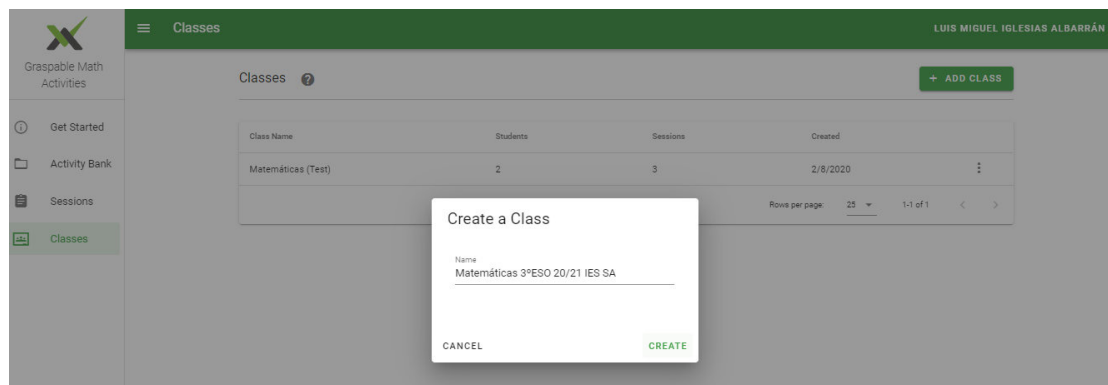 Classes
LUIS MIGUEL IGLESIAS ALBARRÁN
Graspable Math
Activities
Get Started
Activity Bank
Sessions
Classes
Classes ?
+ ADD CLASS
Class Name Students Sessions Created
Matemáticas (Test) 2 3 2/8/2020
Rows per page: 25 1-1 of 1
Create a Class
Name
Matemáticas 3ºESO 20/21 IES SA
CANCEL CREATE